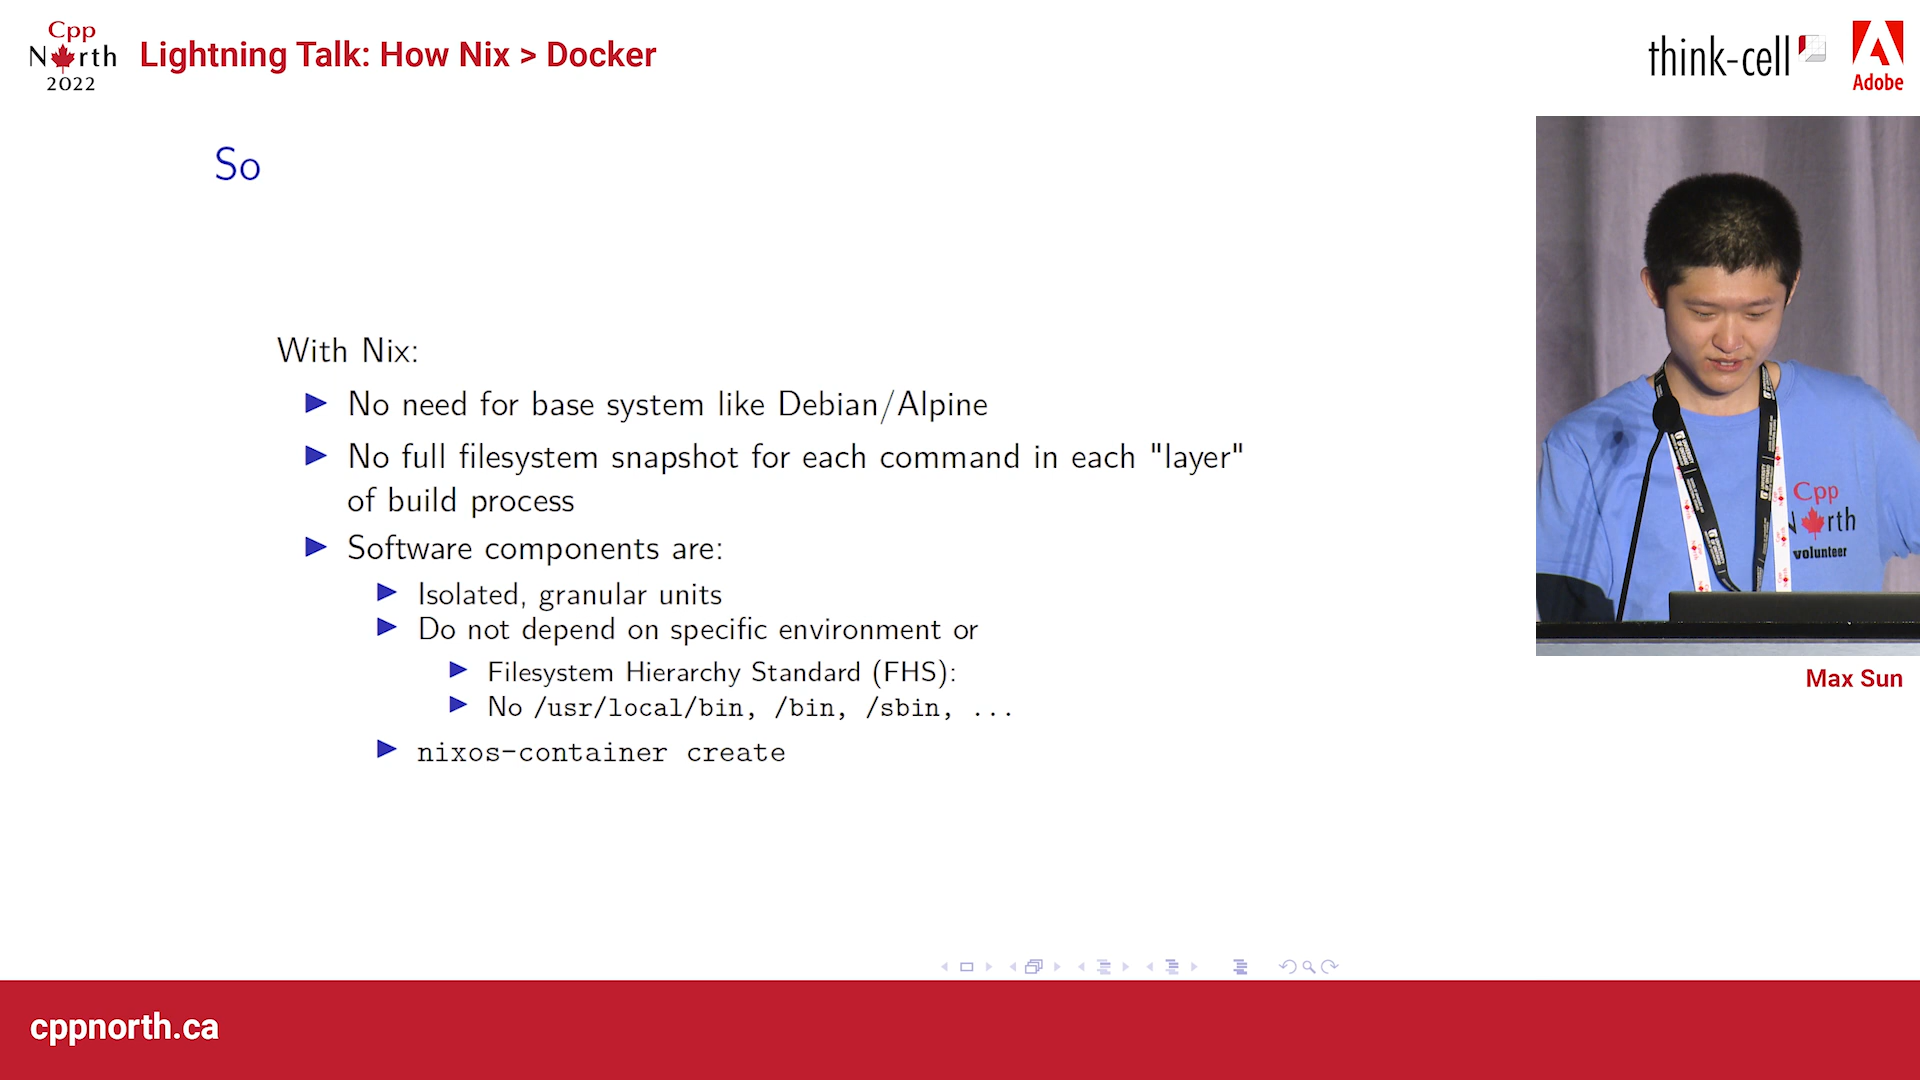 Cpp
North
2022
Lightning Talk: How Nix > Docker
think-cell
Adobe
So
With Nix:
No need for base system like Debian/Alpine
No full filesystem snapshot for each command in each "layer"
of build process
Software components are:
Isolated, granular units
Do not depend on specific environment or
Filesystem Hierarchy Standard (FHS):
No /usr/local/bin, /bin, /sbin, ...
nixos-container create
Cpp
North
volunteer
Max Sun
cppnorth.ca